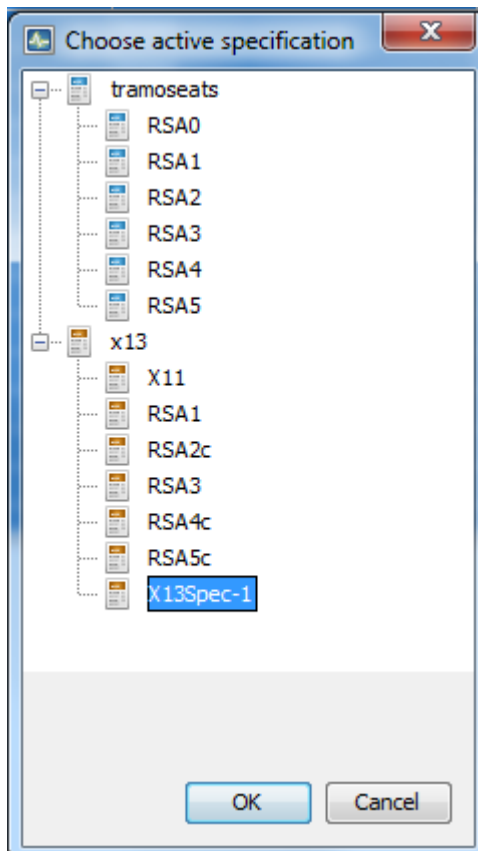 Choose active specification
tramoseats
RSA0
RSA1
RSA2
RSA3
RSA4
RSA5
x13
X11
RSA1
RSA2c
RSA3
RSA4c
RSA5c
X13Spec-1
OK Cancel